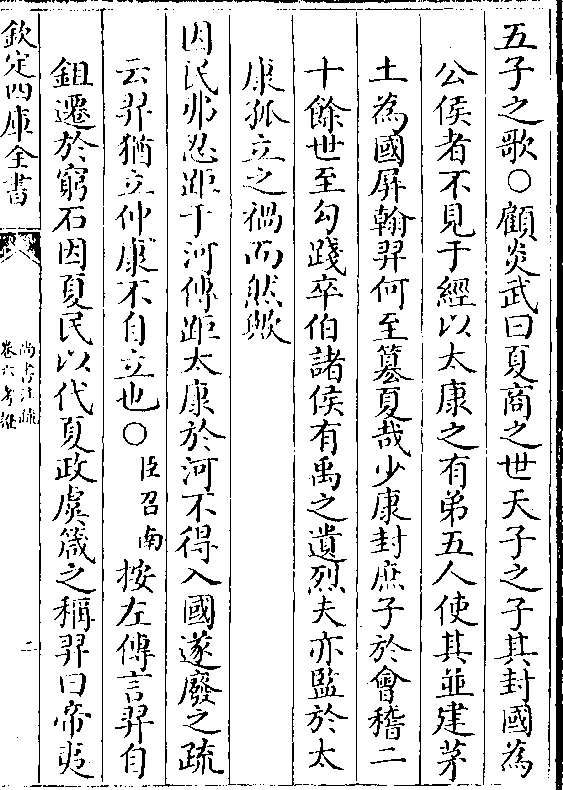 五子之歌○顧炎武曰夏商之世天子之子其封國為
公侯者不見于經以太康之有弟五人使其並建茅
土為國屏翰羿何至篡夏哉少康封庶子於會稽二
十餘世至勾踐卒伯諸侯有禹之遺烈夫亦監於太
康孤立之禍而然歟
因民弗忍距于河傳距太康於河不得入國遂廢之疏
云羿猶立仲康不自立也○臣召南按左傳言羿自
鉏遷於窮石因夏民以代夏政虞箴之稱羿曰帝夷
欽定四庫全書
尚書注疏
卷六考證
二